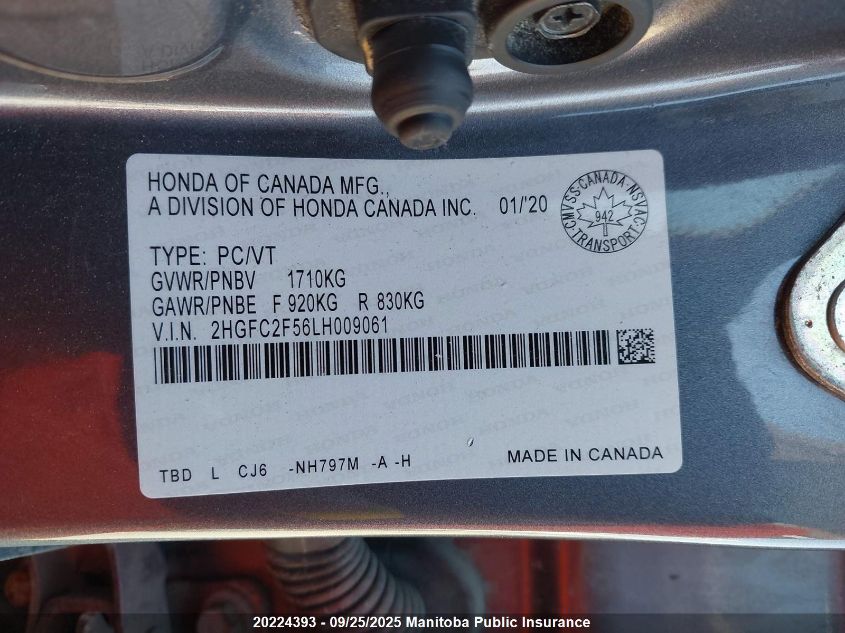 HONDA OF CANADA MFG.,
A DIVISION OF HONDA CANADA INC. 01/'20
CMVSS-CANADA-NSVAC
942
TRANSPORT
TYPE: PC/VT
GVWR/PNBV 1710KG
GAWR/PNBE F 920KG R 830KG
V.I.N. 2HGFC2F56LH009061
TBD L CJ6 -NH797M -A -H MADE IN CANADA
20224393 - 09/25/2025 - Manitoba Public Insurance